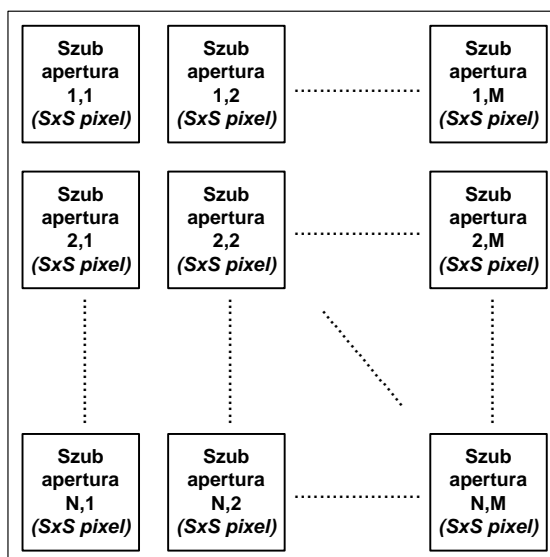 Szub
apertura
1,1
(SxS pixel)
Szub
apertura
1,2
(SxS pixel)
Szub
apertura
1,M
(SxS pixel)
Szub
apertura
2,1
(SxS pixel)
Szub
apertura
2,2
(SxS pixel)
Szub
apertura
2,M
(SxS pixel)
Szub
apertura
N,1
(SxS pixel)
Szub
apertura
N,2
(SxS pixel)
Szub
apertura
N,M
(SxS pixel)